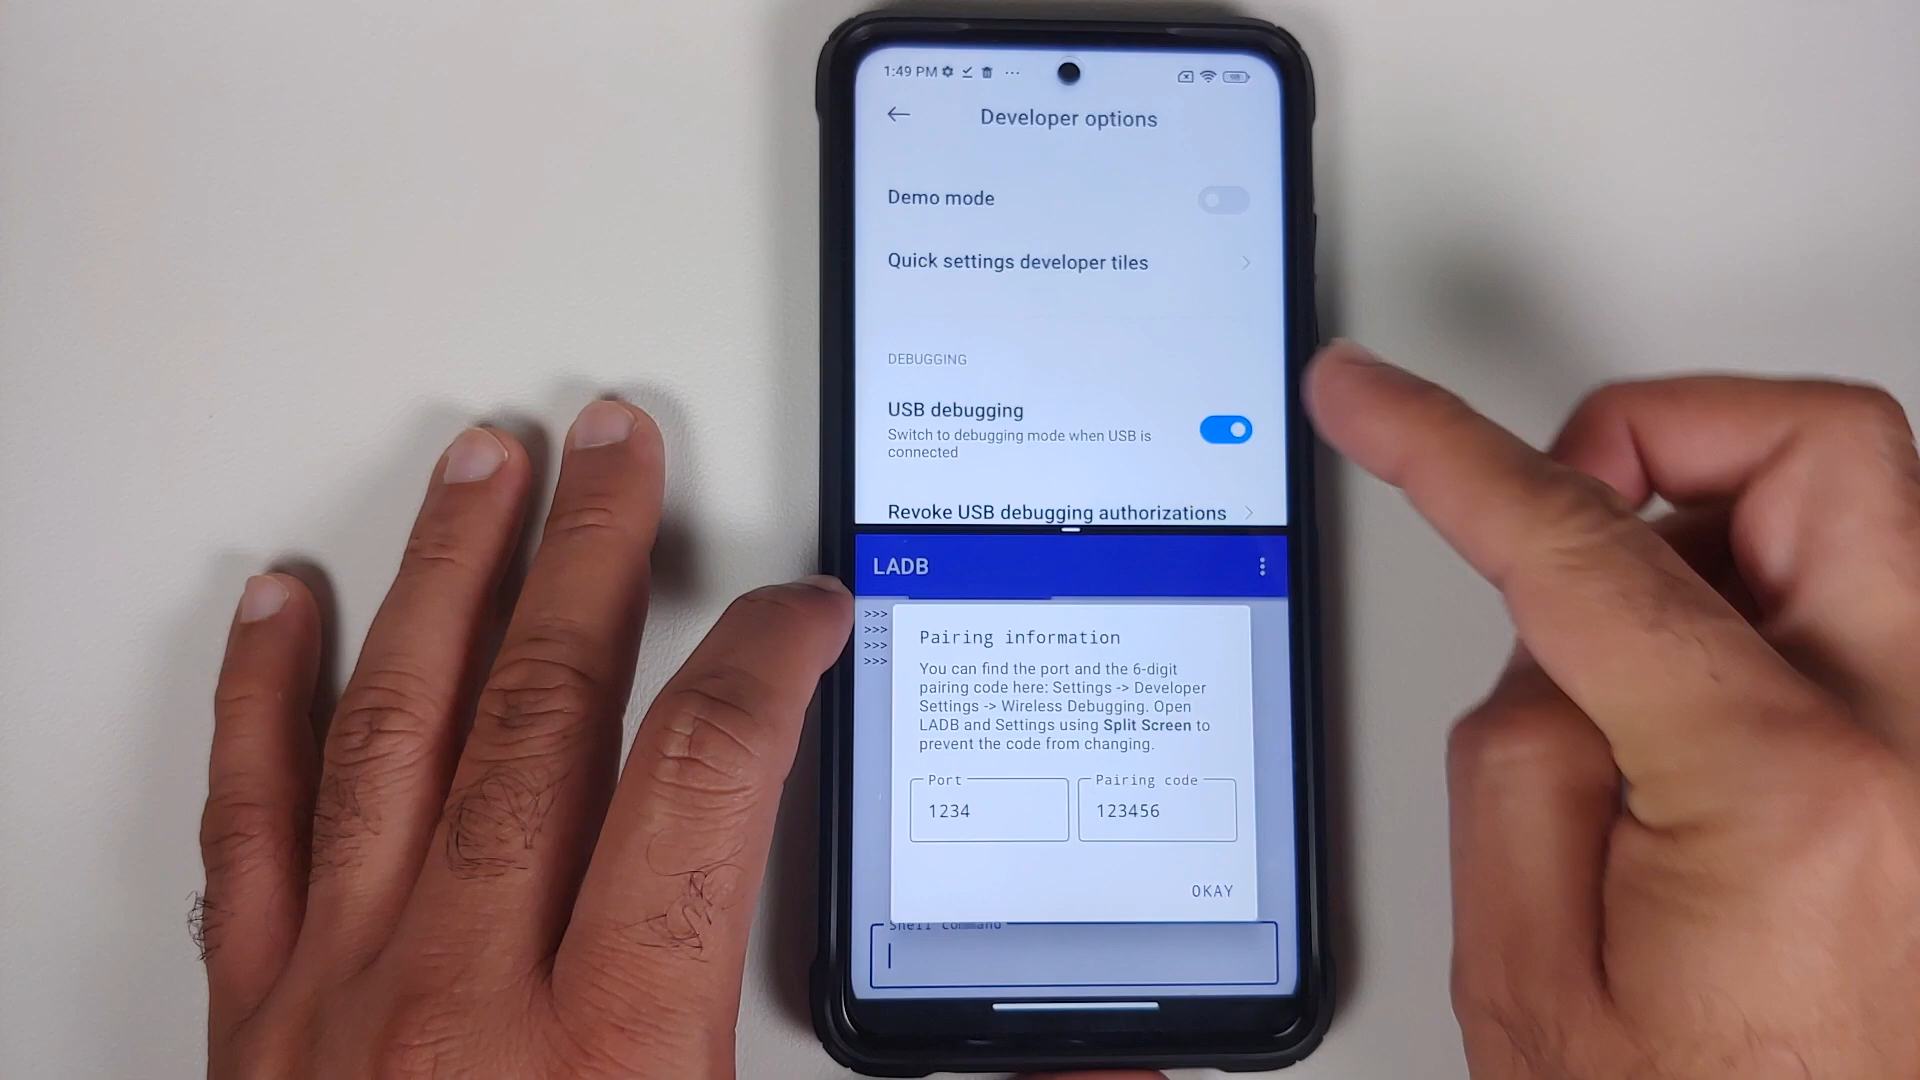 1:49 PM
Developer options
Demo mode
Quick settings developer tiles
DEBUGGING
USB debugging
Switch to debugging mode when USB is
connected
Revoke USB debugging authorizations
LADB
>>>
>>>
>>>
>>>
Pairing information
You can find the port and the 6-digit
pairing code here: Settings -> Developer
Settings -> Wireless Debugging. Open
LADB and Settings using Split Screen to
prevent the code from changing.
Port
Pairing code
1234
123456
OKAY
Shell command